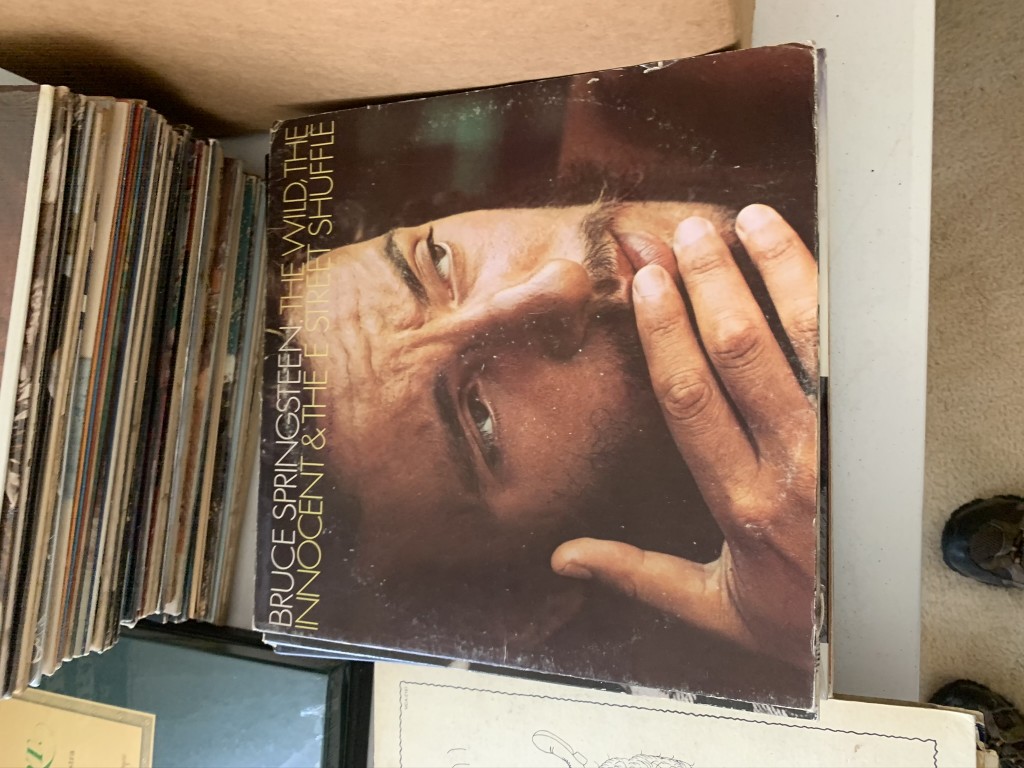 BRUCE SPRINGSTEEN: THE WILD, THE
INNOCENT & THE E STREET SHUFFLE